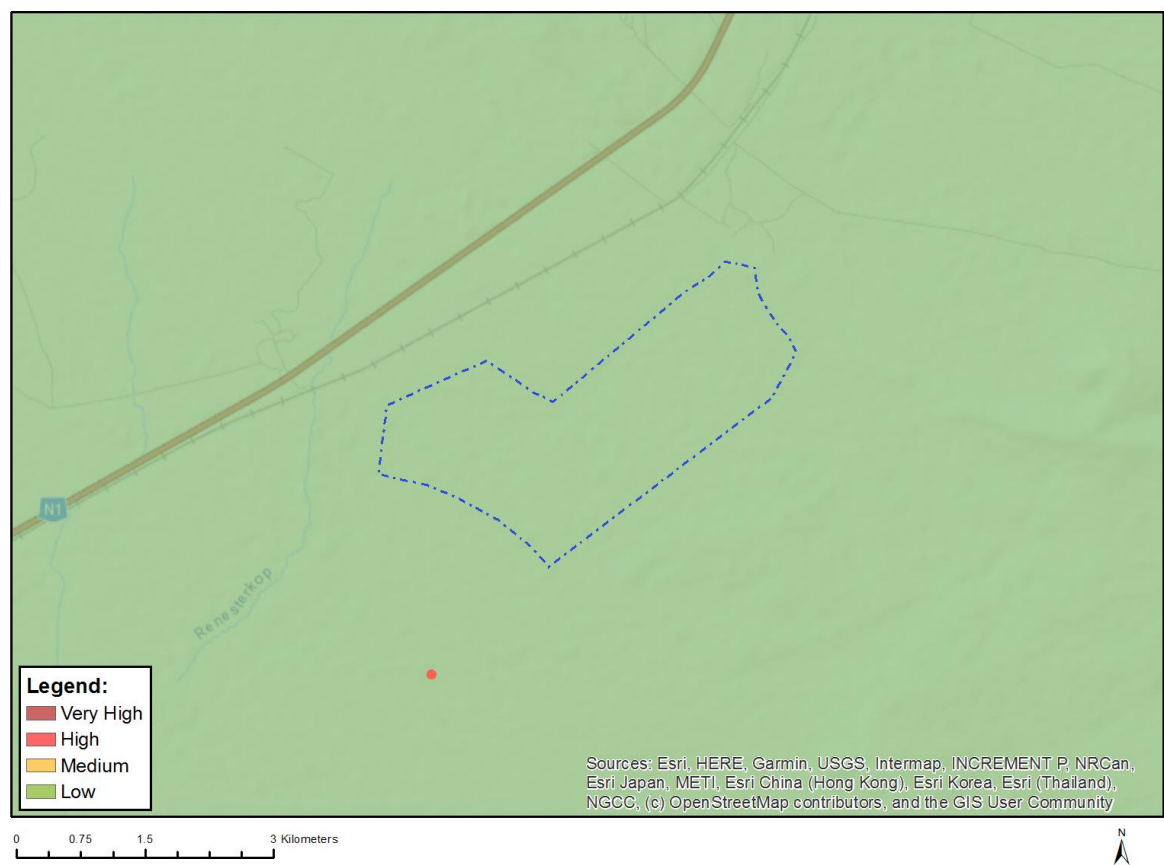 N1
Renesterkop
Legend:
Very High
High
Medium
Low
Sources: Esri, HERE, Garmin, USGS, Intermap, INCREMENT P, NRCan,
Esri Japan, METI, Esri China (Hong Kong), Esri Korea, Esri (Thailand),
NGCC, (c) OpenStreetMap contributors, and the GIS User Community
0 0.75 1.5 3 Kilometers
N